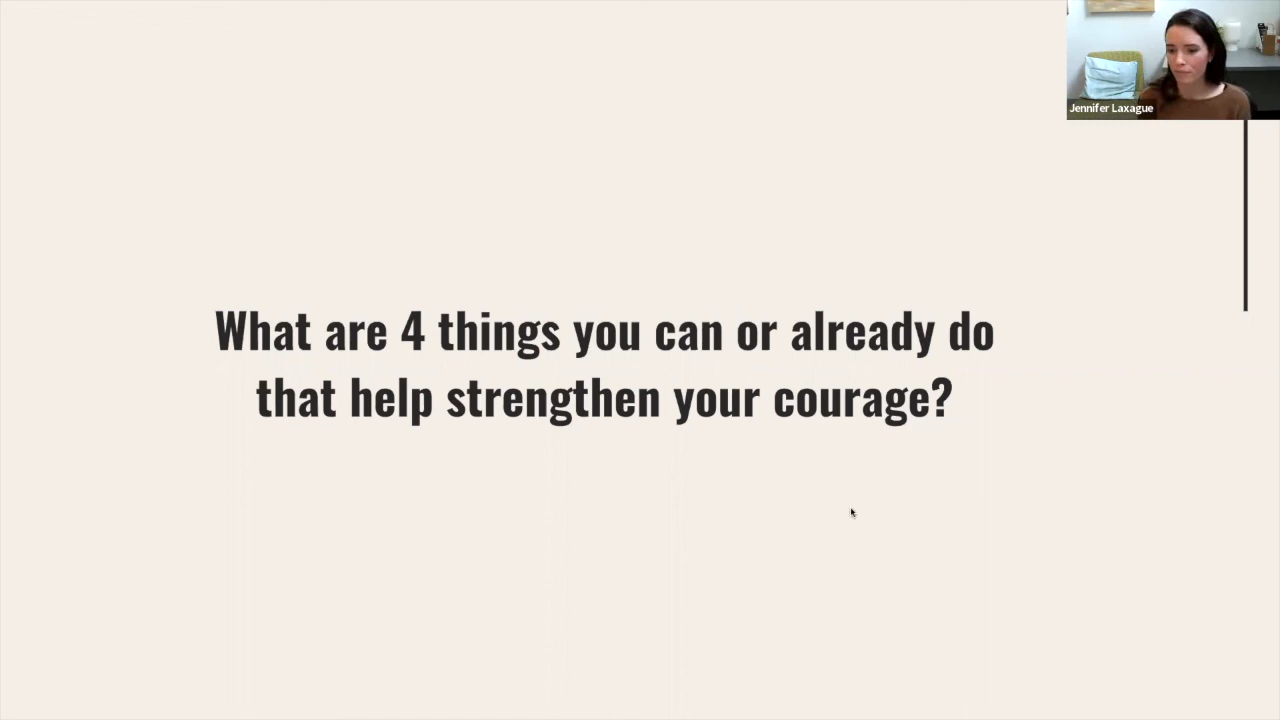 Jennifer Laxague
What are 4 things you can or already do
that help strengthen your courage?